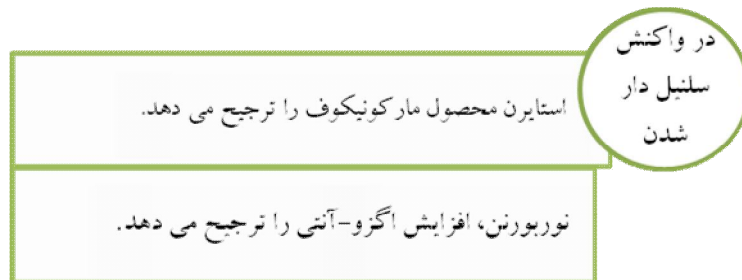 در واکنش
سلنیل دار
شدن
استایرن محصول مارکونیکوف را ترجیح می دهد.
نوربورنن، افزایش اگزو-آنتی را ترجیح می دهد.